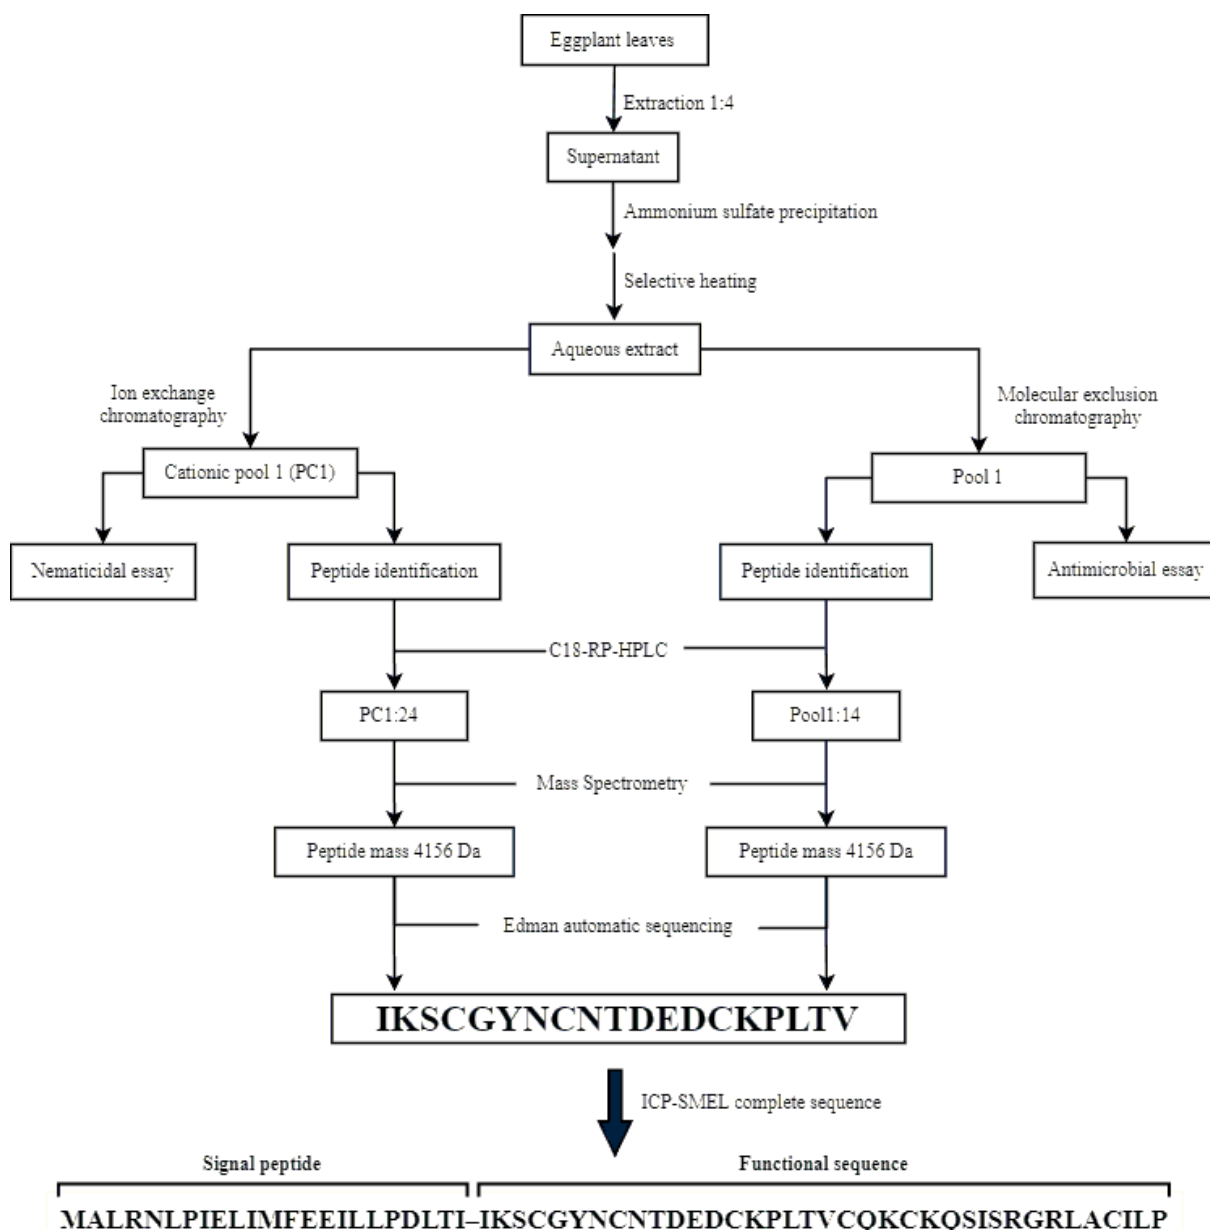 Eggplant leaves
Extraction 1:4
Supernatant
Ammonium sulfate precipitation
Selective heating
Aqueous extract
Ion exchange
chromatography
Molecular exclusion
chromatography
Cationic pool 1 (PC1)
Pool 1
Nematicidal essay
Peptide identification
Peptide identification
Antimicrobial essay
C18-RP-HPLC
PC1:24
Pool1:14
Mass Spectrometry
Peptide mass 4156 Da
Peptide mass 4156 Da
Edman automatic sequencing
IKSCGYNCNTDEDCKPLTV
ICP-SMEL complete sequence
Signal peptide
Functional sequence
MALRNLPIELIMFEEILLPDLTI–IKSCGYNCNTDEDCKPLTVCQKCKQSISRGRLACILP